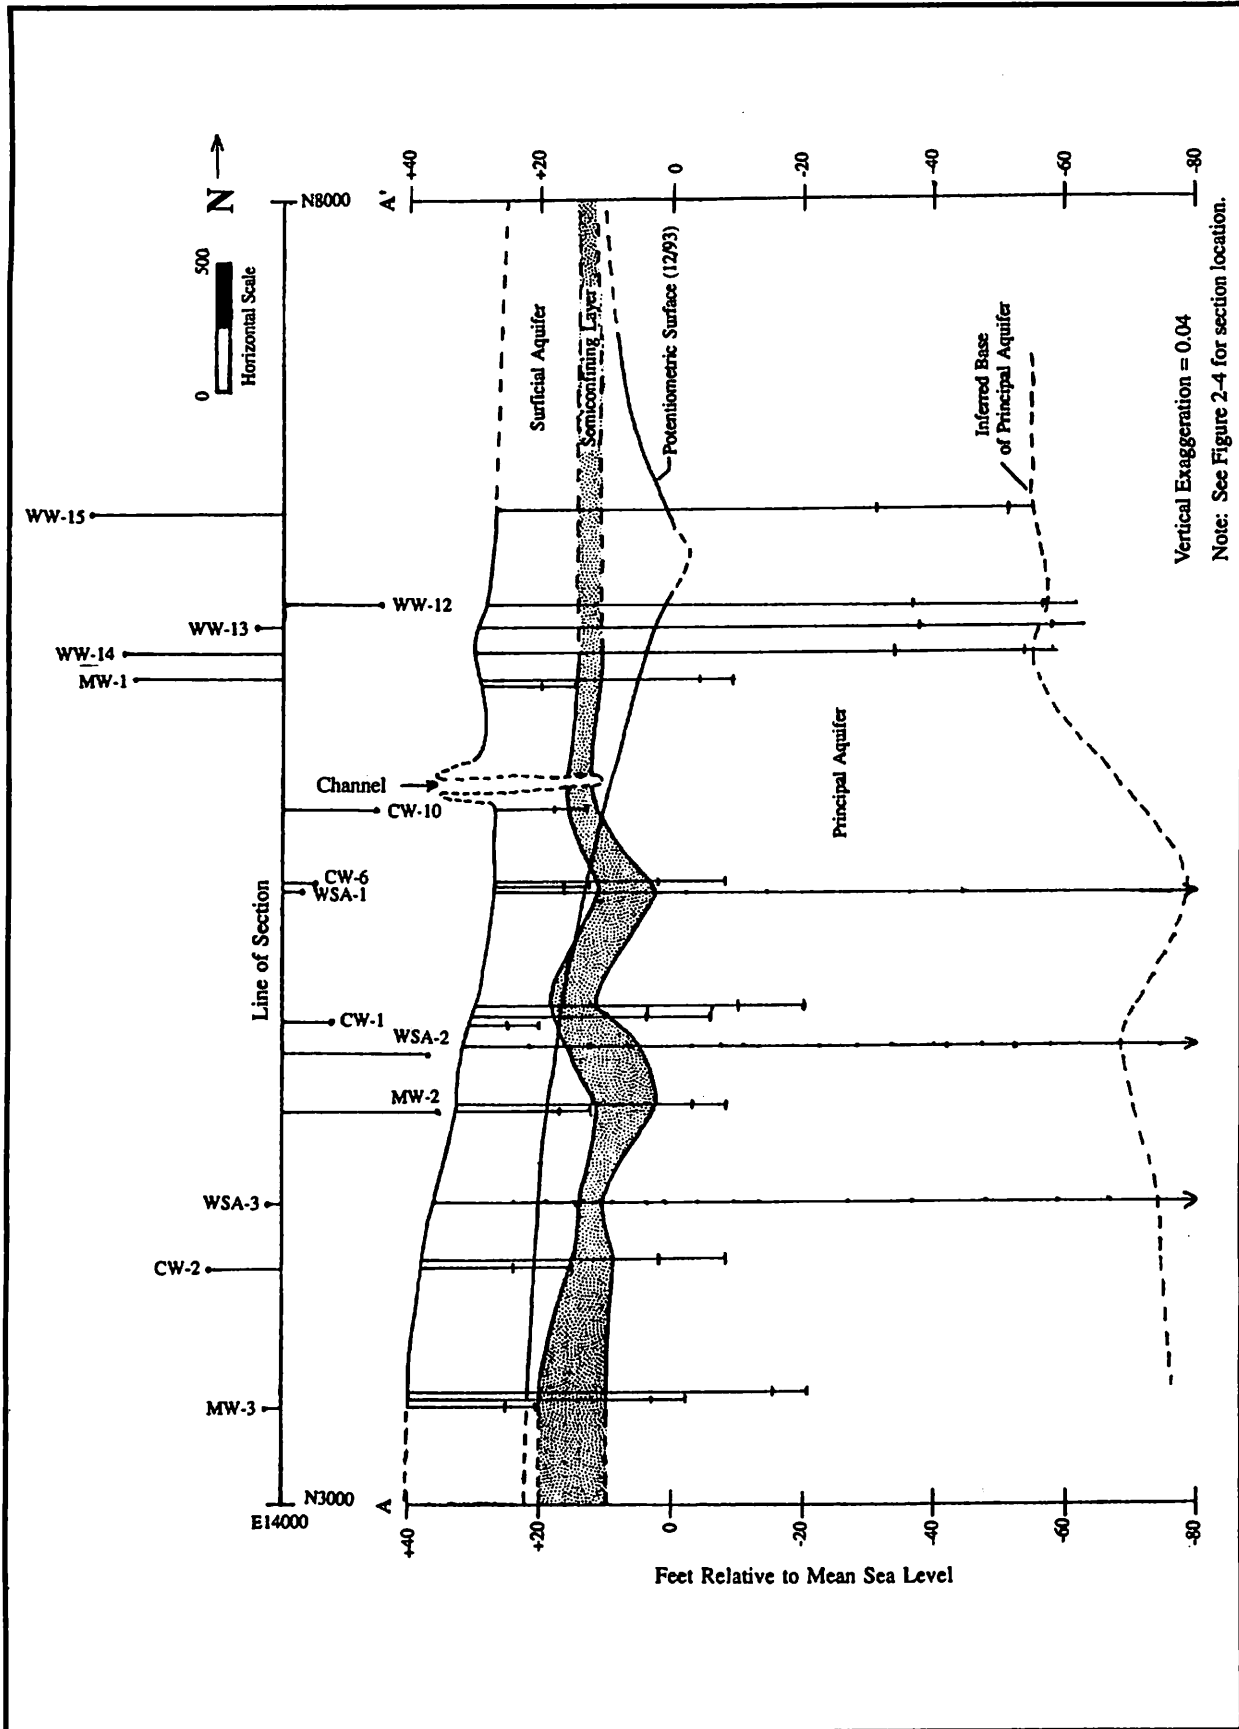 N
0
500
Horizontal Scale
Line of Section
N8000
N3000
E14000
A'
A
WW-15
WW-12
WW-13
WW-14
MW-1
Channel
CW-10
CW-6
WSA-1
CW-1
WSA-2
MW-2
WSA-3
CW-2
MW-3
+40
+20
0
-20
-40
-60
-80
Surficial Aquifer
Semiconfining Layer
Potentiometric Surface (12/93)
Principal Aquifer
Inferred Base
of Principal Aquifer
+40
+20
0
-20
-40
-60
-80
Feet Relative to Mean Sea Level
Vertical Exaggeration = 0.04
Note: See Figure 2-4 for section location.